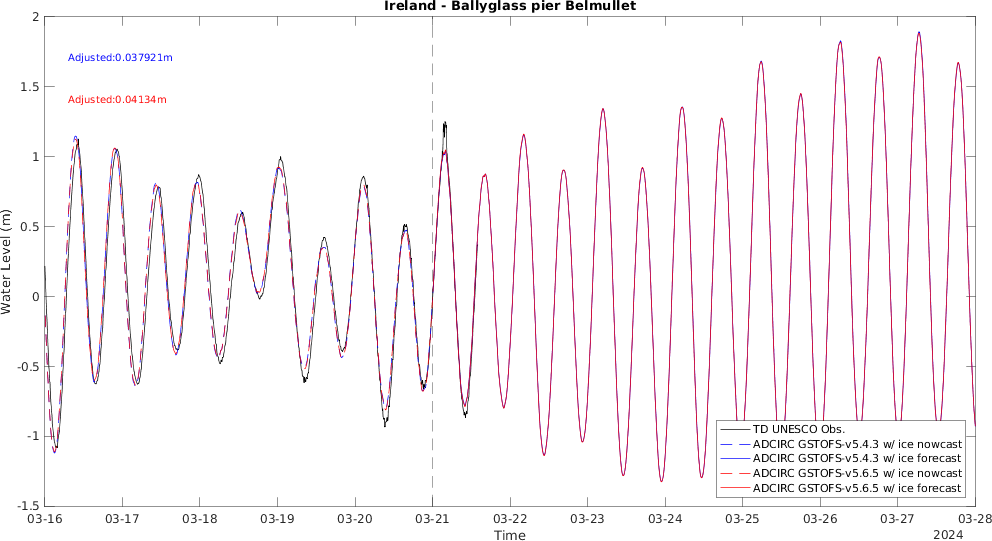 Ireland - Ballyglass pier Belmullet
2
1.5
1
0.5
0
-0.5
-1
-1.5
Water Level (m)
Adjusted:0.037921m
Adjusted:0.04134m
TD UNESCO Obs.
ADCIRC GSTOFS-v5.4.3 w/ ice nowcast
ADCIRC GSTOFS-v5.4.3 w/ ice forecast
ADCIRC GSTOFS-v5.6.5 w/ ice nowcast
ADCIRC GSTOFS-v5.6.5 w/ ice forecast
03-16 03-17 03-18 03-19 03-20 03-21 03-22 03-23 03-24 03-25 03-26 03-27 03-28
Time
2024